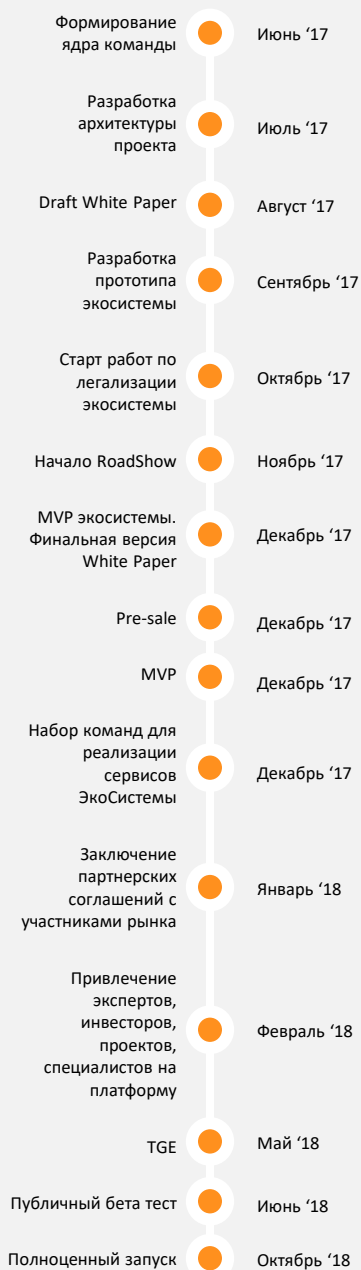 Формирование
ядра команды
Июнь ‘17
Разработка
архитектуры
проекта
Июль ‘17
Draft White Paper
Август ‘17
Разработка
прототипа
экосистемы
Сентябрь ‘17
Старт работ по
легализации
экосистемы
Октябрь ‘17
Начало RoadShow
Ноябрь ‘17
MVP экосистемы.
Финальная версия
White Paper
Декабрь ‘17
Pre-sale
Декабрь ‘17
MVP
Декабрь ‘17
Набор команд для
реализации
сервисов
ЭкоСистемы
Декабрь ‘17
Заключение
партнерских
соглашений с
участниками рынка
Январь ‘18
Привлечение
экспертов,
инвесторов,
проектов,
специалистов на
платформу
Февраль ‘18
TGE
Май ‘18
Публичный бета тест
Июнь ‘18
Полноценный запуск
Октябрь ‘18